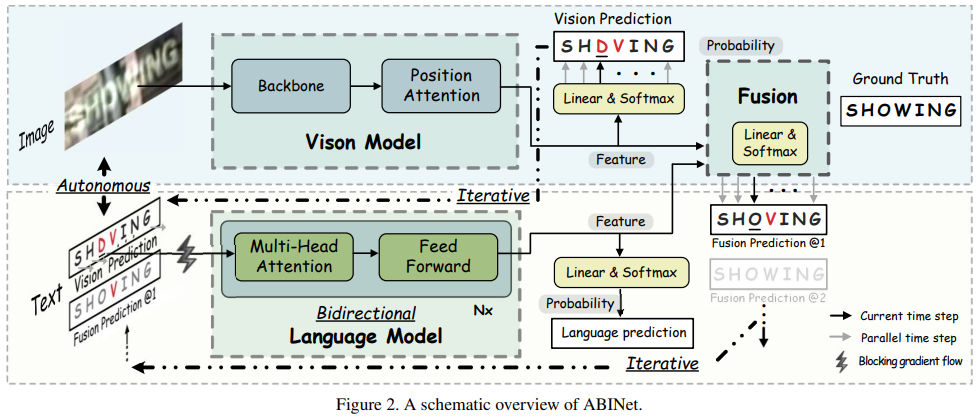 Vision Prediction
SHDVING
Probability
Image
SHOWING
Backbone
Position
Attention
Vison Model
Linear & Softmax
Feature
Fusion
Linear &
Softmax
Ground Truth
SHOWING
Autonomous
Iterative
Text
SHDVING
Vision Prediction
SHOVING
Fusion Prediction @1
Multi-Head
Attention
Feed
Forward
Bidirectional
Nx
Language Model
Feature
Linear & Softmax
Probability
Language prediction
SHOVING
Fusion Prediction @1
SHOWING
Fusion Prediction @2
Iterative
Current time step
Parallel time step
Blocking gradient flow
Figure 2. A schematic overview of ABINet.